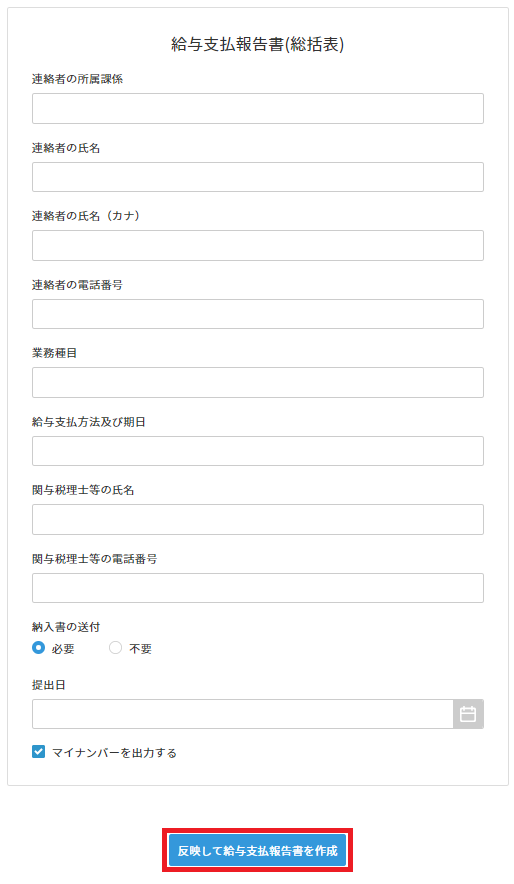 給与支払報告書(総括表)
連絡者の所属課係
連絡者の氏名
連絡者の氏名（カナ）
連絡者の電話番号
業務種目
給与支払方法及び期日
関与税理士等の氏名
関与税理士等の電話番号
納入書の送付
必要 不要
提出日
マイナンバーを出力する
反映して給与支払報告書を作成